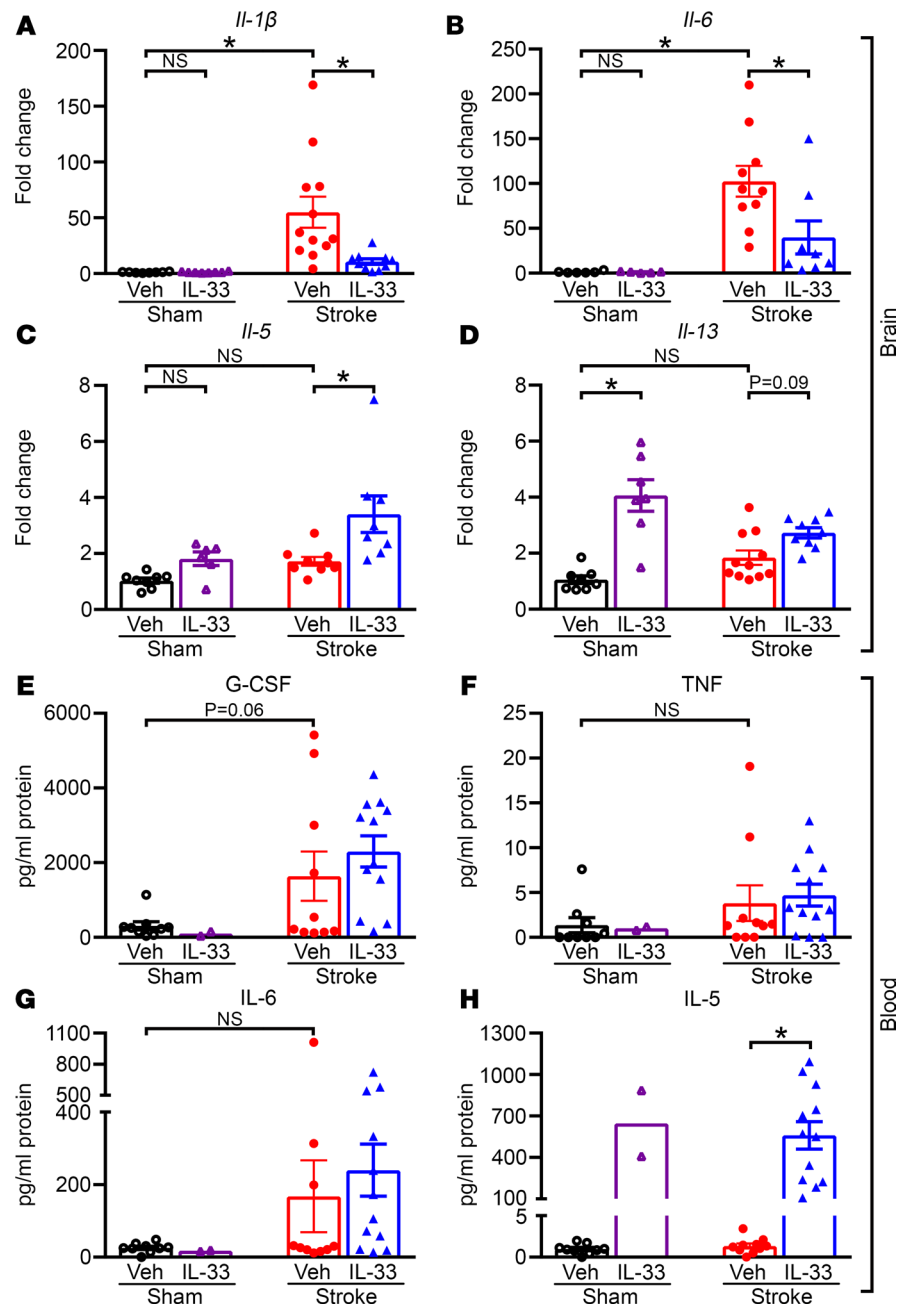 A
Il-1β
Fold change
200
150
100
50
0
*
NS
*
Veh IL-33 Veh IL-33
Sham Stroke
B
Il-6
Fold change
250
200
150
100
50
0
*
NS
*
Veh IL-33 Veh IL-33
Sham Stroke
C
Il-5
Fold change
8
6
4
2
0
NS
NS
*
Veh IL-33 Veh IL-33
Sham Stroke
D
Il-13
Fold change
8
6
4
2
0
NS
*
P=0.09
Veh IL-33 Veh IL-33
Sham Stroke
Brain
E
G-CSF
pg/ml protein
6000
4000
2000
0
P=0.06
Veh IL-33 Veh IL-33
Sham Stroke
F
TNF
pg/ml protein
25
20
15
10
5
0
NS
Veh IL-33 Veh IL-33
Sham Stroke
G
IL-6
pg/ml protein
1100
800
500
400
200
0
NS
Veh IL-33 Veh IL-33
Sham Stroke
H
IL-5
pg/ml protein
1300
1000
700
400
100
5
0
*
Veh IL-33 Veh IL-33
Sham Stroke
Blood